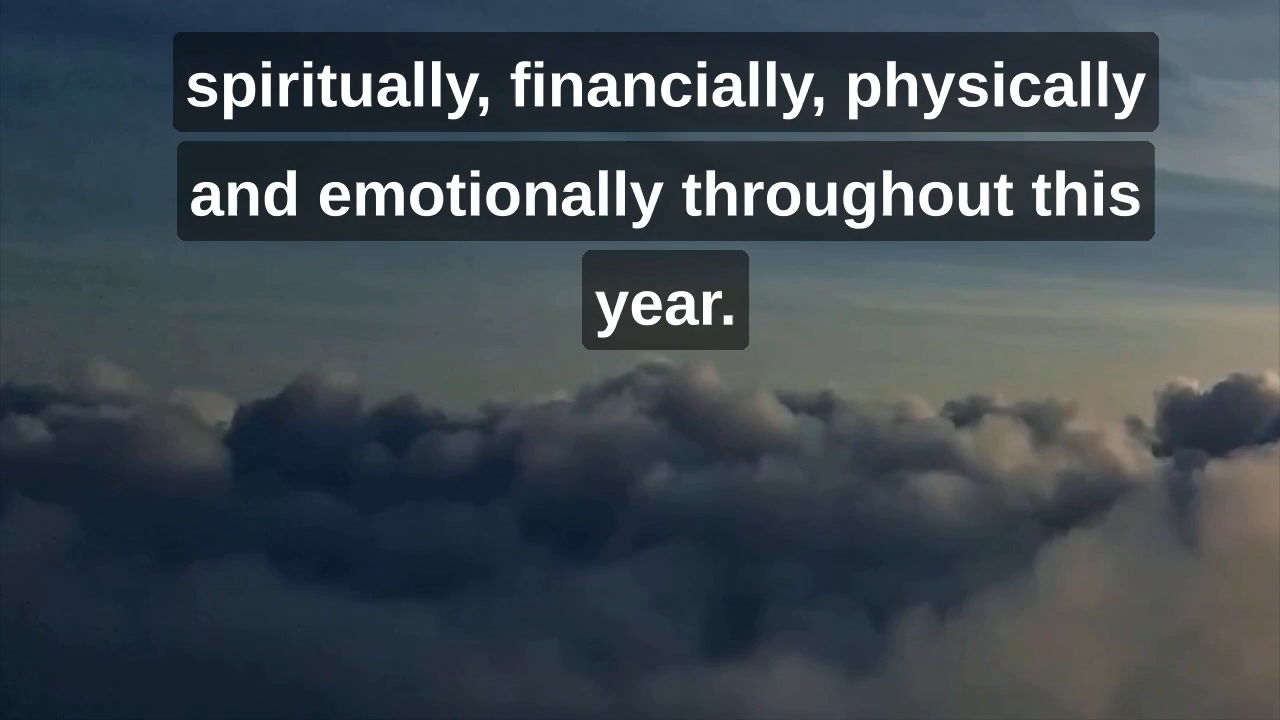 spiritually, financially, physically
and emotionally throughout this
year.